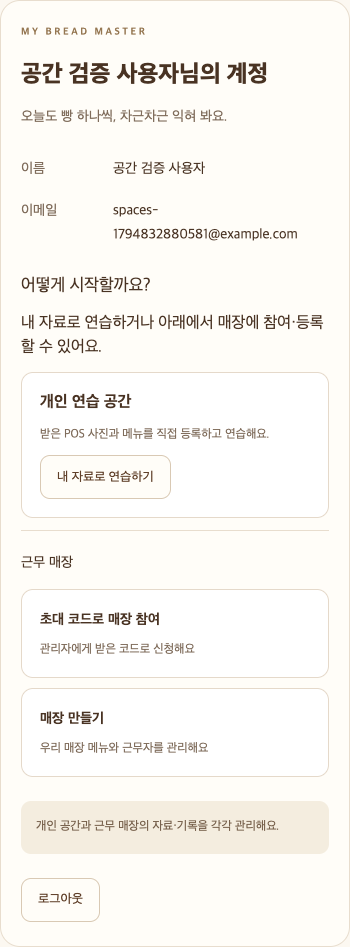 MY BREAD MASTER
공간 검증 사용자님의 계정
오늘도 빵 하나씩, 차근차근 익혀 봐요.
이름
공간 검증 사용자
이메일
spaces-
1794832880581@example.com
어떻게 시작할까요?
내 자료로 연습하거나 아래에서 매장에 참여·등록
할 수 있어요.
개인 연습 공간
받은 POS 사진과 메뉴를 직접 등록하고 연습해요.
내 자료로 연습하기
근무 매장
초대 코드로 매장 참여
관리자에게 받은 코드로 신청해요
매장 만들기
우리 매장 메뉴와 근무자를 관리해요
개인 공간과 근무 매장의 자료·기록을 각각 관리해요.
로그아웃